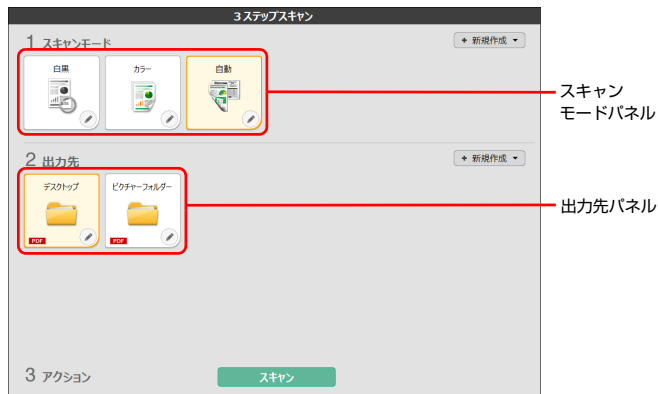 3ステップスキャン
1 スキャンモード
+ 新規作成
白黒
カラー
自動
スキャン
モードパネル
2 出力先
+ 新規作成
デスクトップ
ピクチャーフォルダー
PDF
PDF
出力先パネル
3 アクション
スキャン